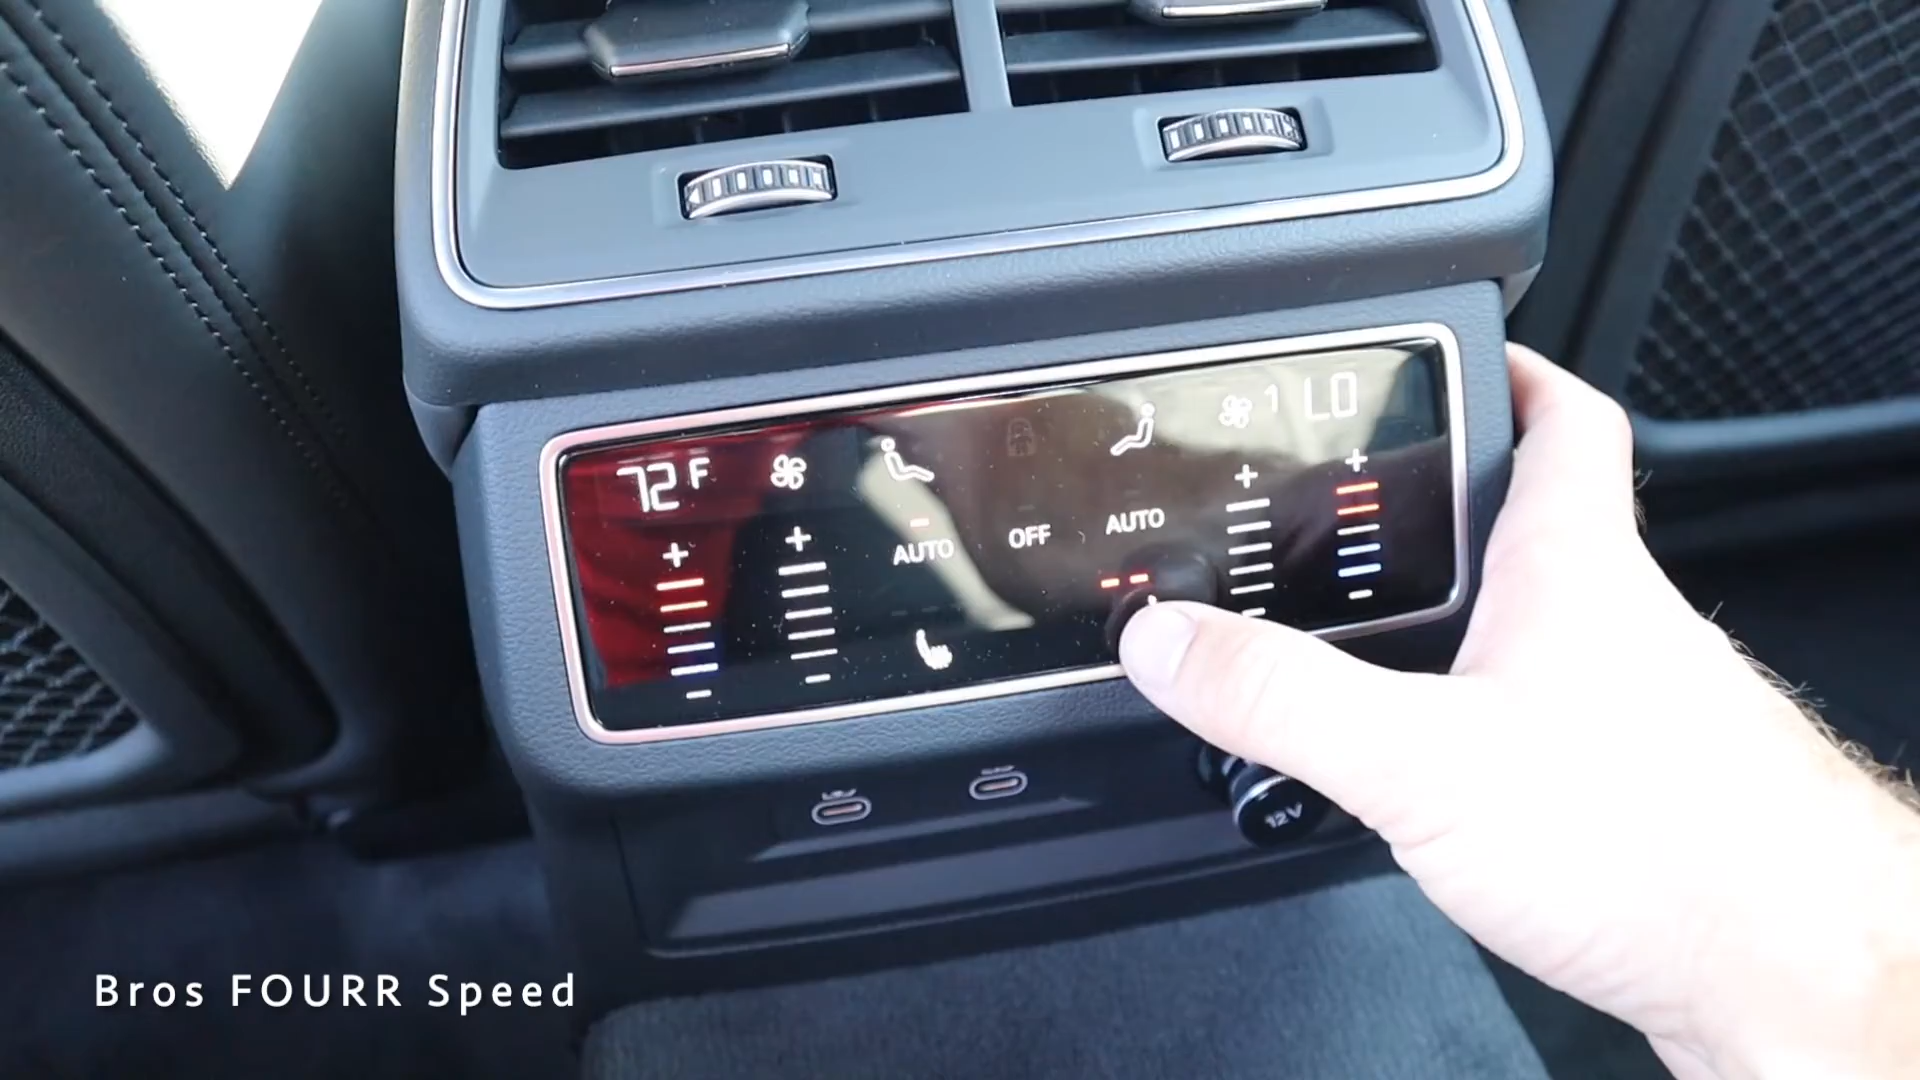 72 F
1 LO
AUTO
OFF
AUTO
12V
Bros FOURR Speed